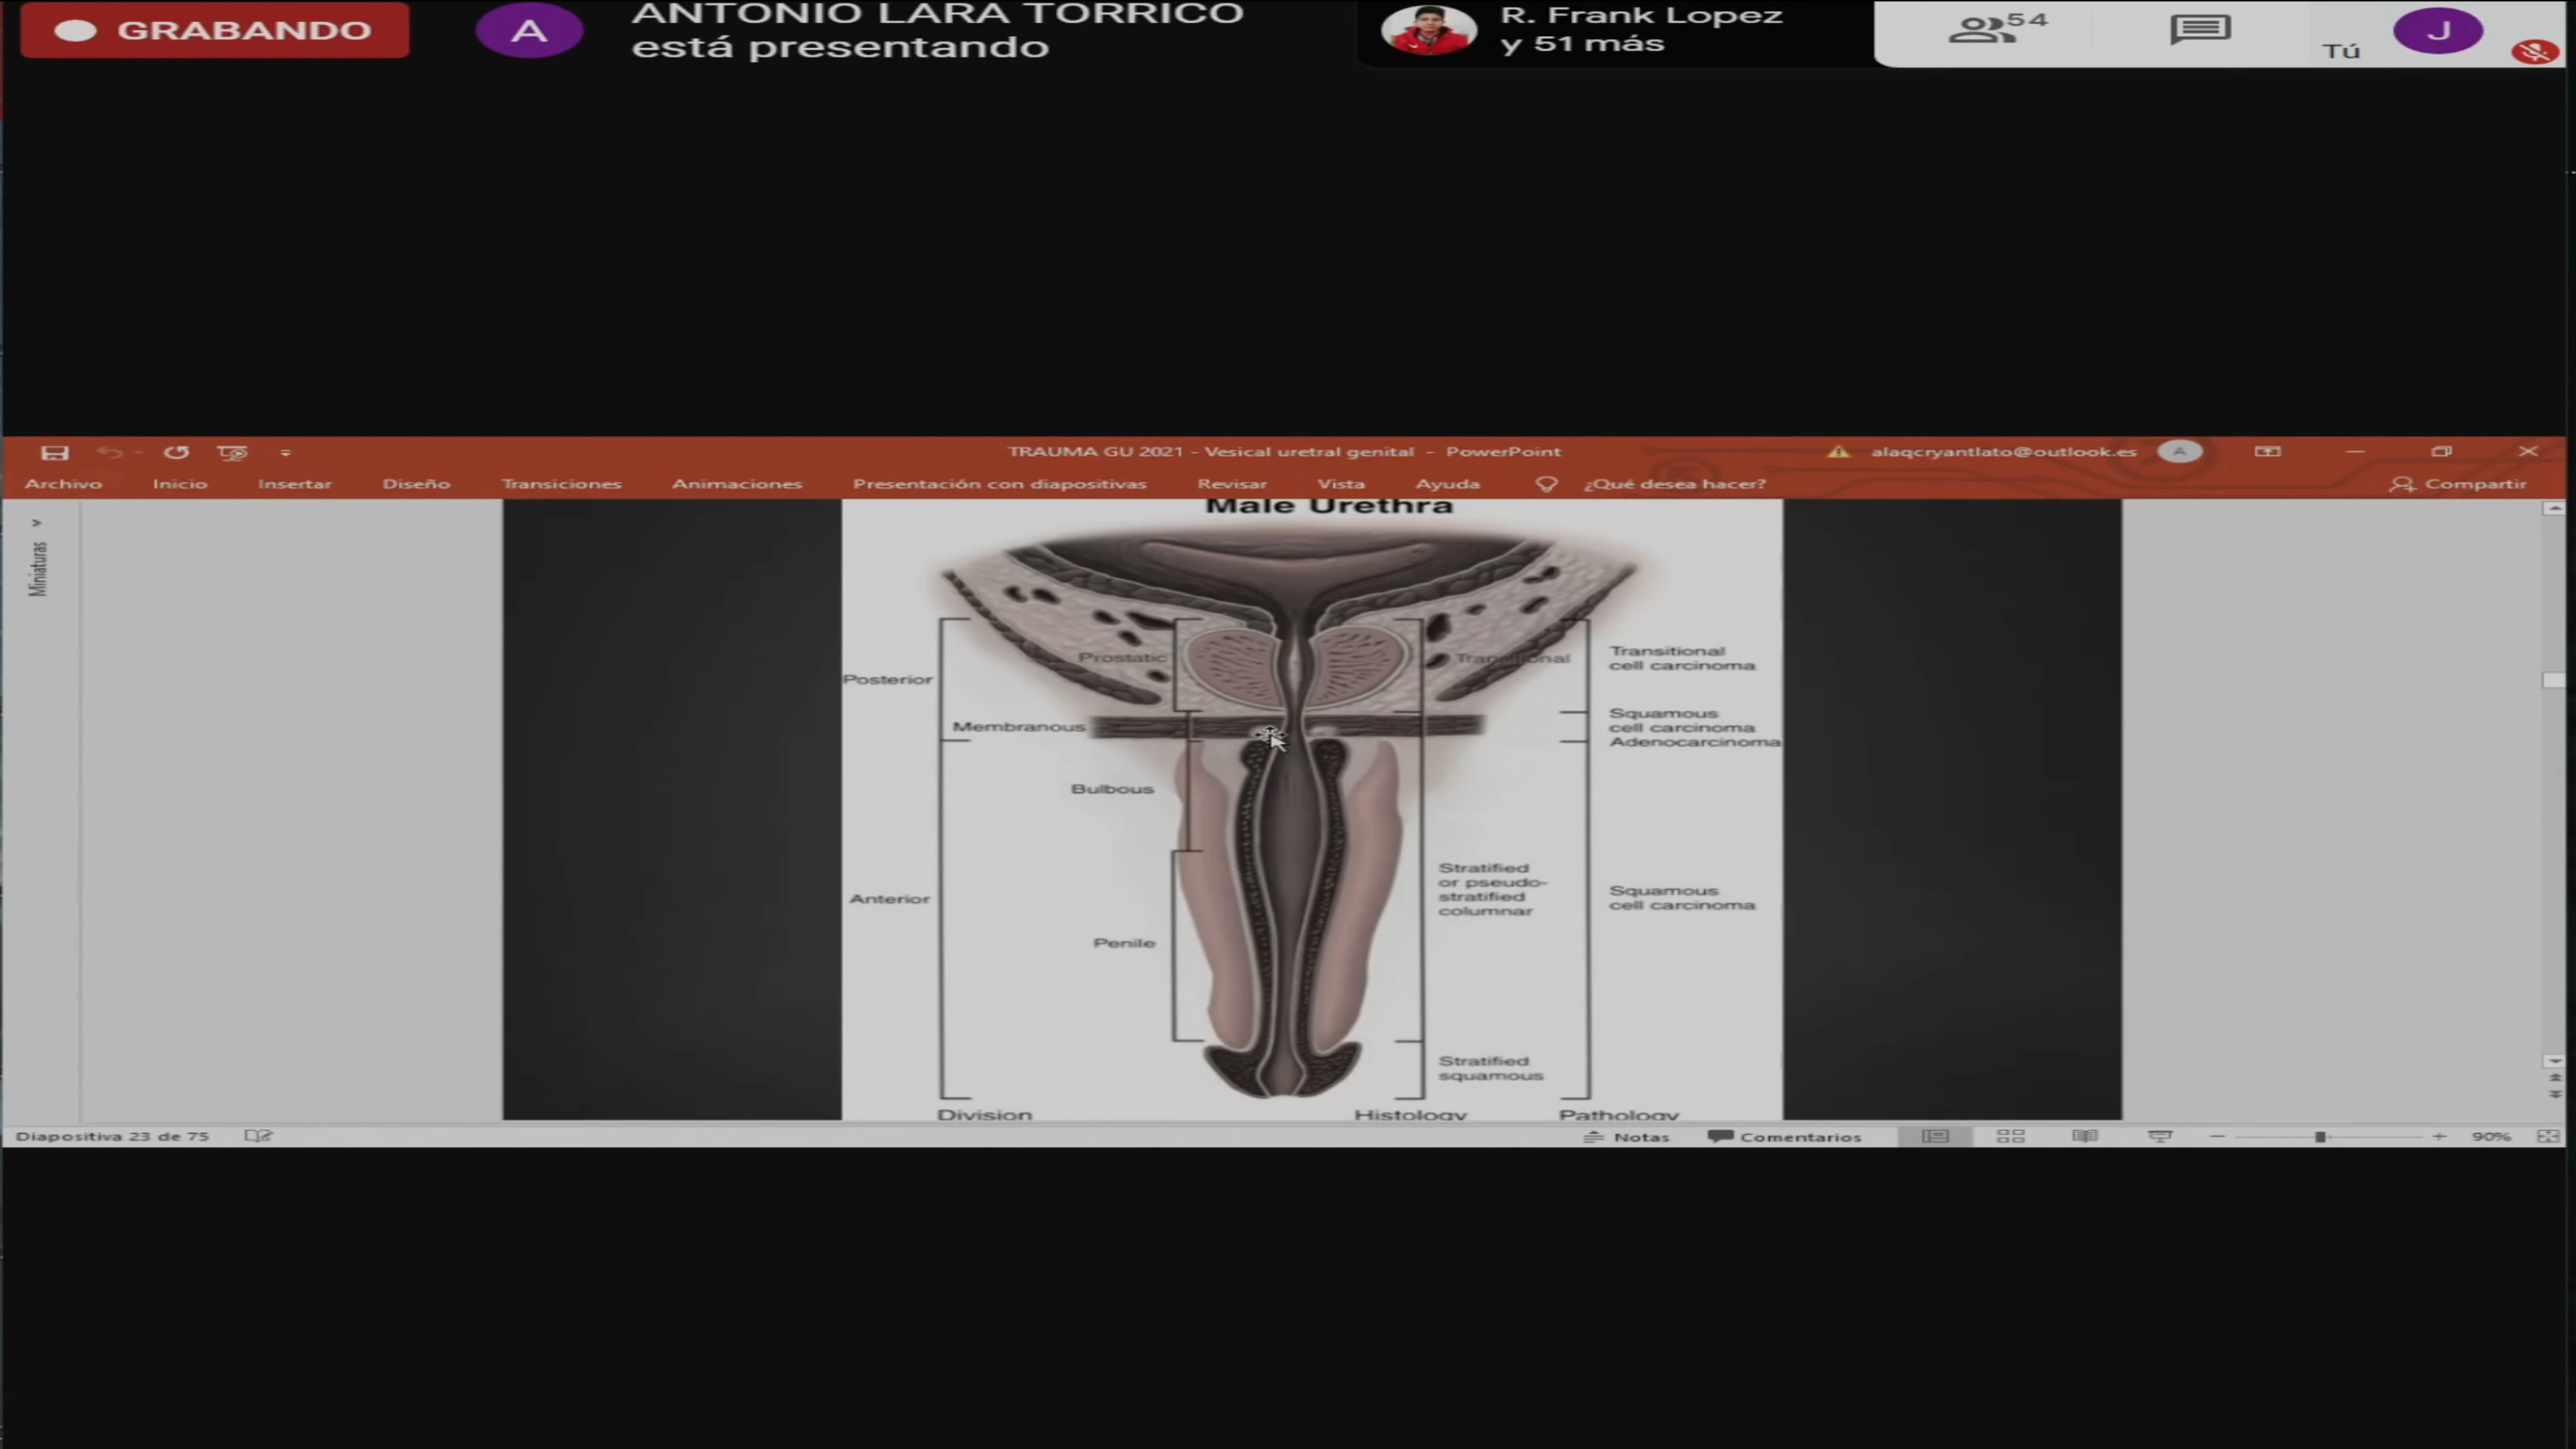 GRABANDO
A
ANTONIO LARA TORRICO
está presentando
R. Frank Lopez
y 51 más
54
Tú
J
TRAUMA GU 2021 - Vesical uretral genital - PowerPoint
alaqcryantlato@outlook.es
A
Archivo Inicio Insertar Diseño Transiciones Animaciones Presentación con diapositivas Revisar Vista Ayuda ¿Qué desea hacer? Compartir
Miniaturas
Male Urethra
Posterior
Prostatic
Transitional
Transitional
cell carcinoma
Membranous
Squamous
cell carcinoma
Adenocarcinoma
Bulbous
Anterior
Penile
Stratified
or pseudo-
stratified
columnar
Squamous
cell carcinoma
Stratified
squamous
Division
Histology
Pathology
Diapositiva 23 de 75
Notas
Comentarios
90%